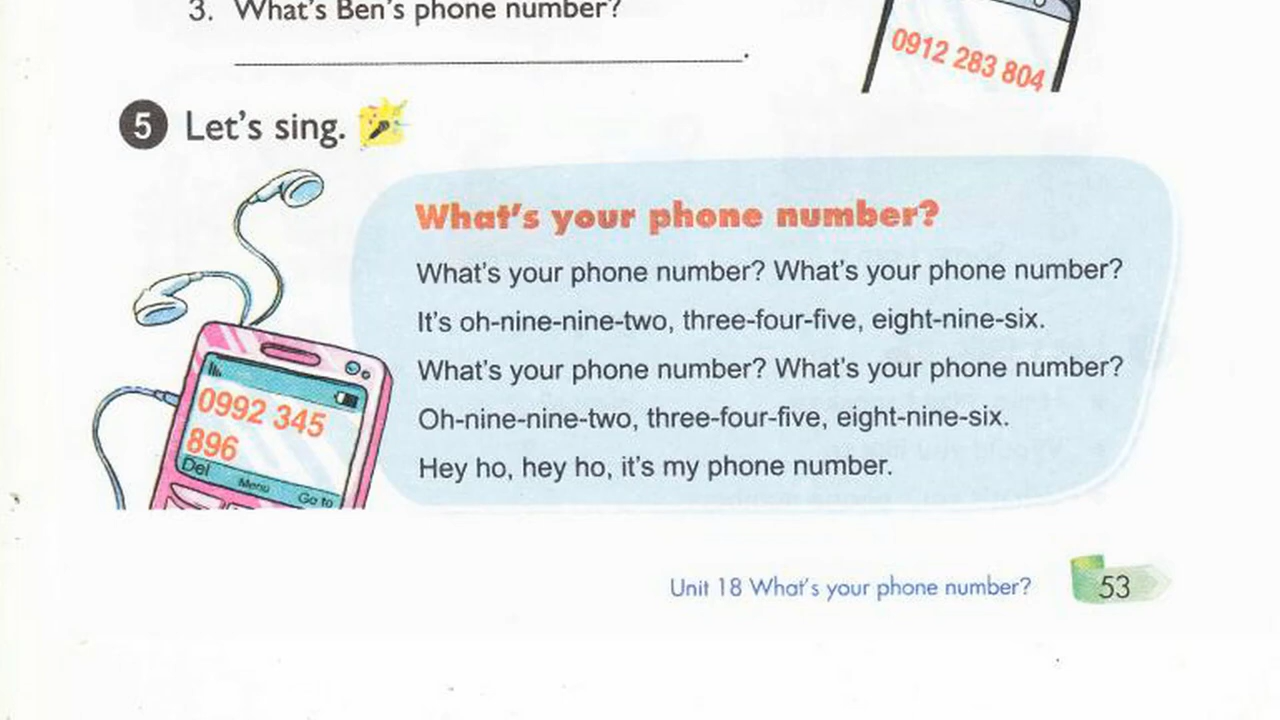 3. What's Ben's phone number?
0912 283 804
.
5 Let's sing.
What's your phone number?
What's your phone number? What's your phone number?
It's oh-nine-nine-two, three-four-five, eight-nine-six.
What's your phone number? What's your phone number?
Oh-nine-nine-two, three-four-five, eight-nine-six.
Hey ho, hey ho, it's my phone number.
0992 345
896
Del Menu Go to
Unit 18 What's your phone number? 53